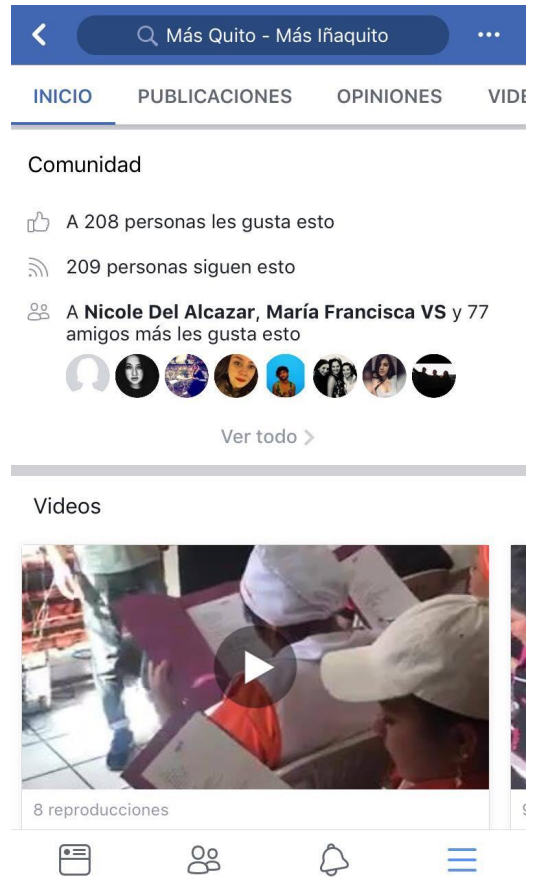 Más Quito - Más Iñaquito
INICIO PUBLICACIONES OPINIONES VIDE
Comunidad
A 208 personas les gusta esto
209 personas siguen esto
A Nicole Del Alcazar, María Francisca VS y 77
amigos más les gusta esto
Ver todo
Videos
8 reproducciones